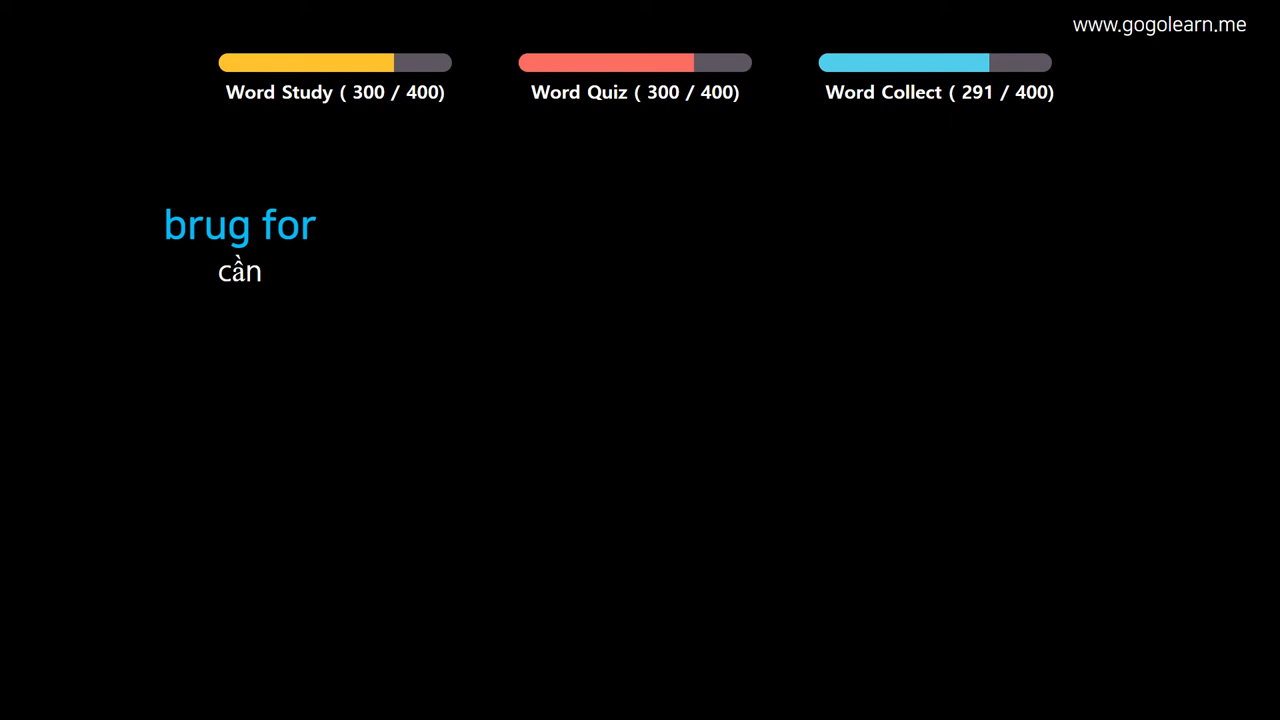 www.gogolearn.me
Word Study ( 300 / 400)
Word Quiz ( 300 / 400)
Word Collect ( 291 / 400)
brug for
cần